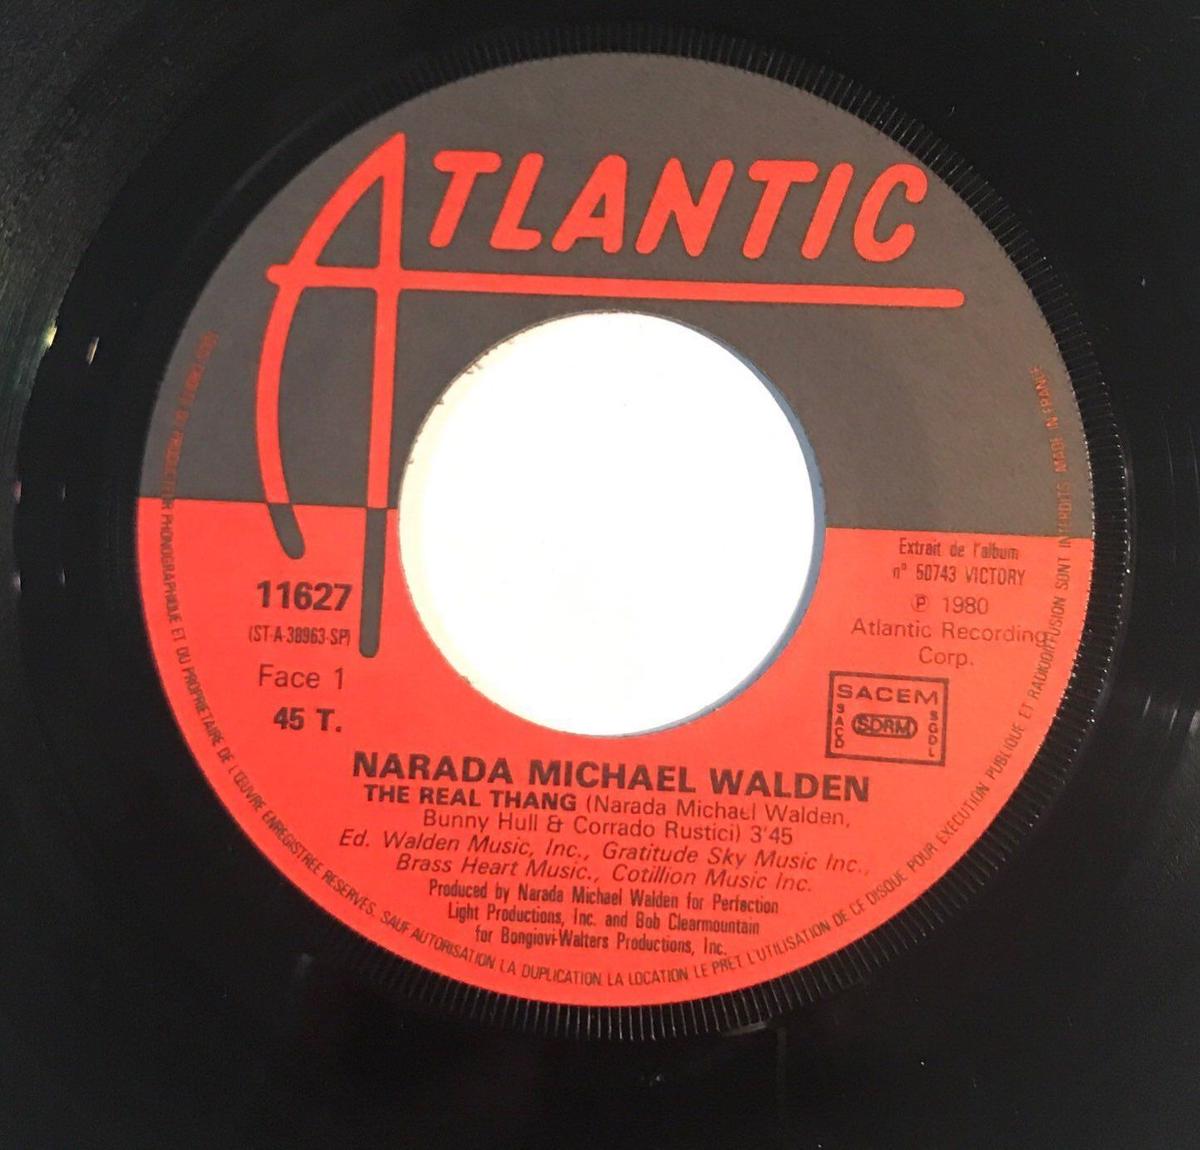 ATLANTIC
11627
(ST-A-38963-SP)
Face 1
45 T.
Extrait de l'album
n° 50743 VICTORY
℗ 1980
Atlantic Recording
Corp.
SACEM
SACD
SDRM
SGDL
NARADA MICHAEL WALDEN
THE REAL THANG (Narada Michael Walden,
Bunny Hull & Corrado Rustici) 3'45
Ed. Walden Music, Inc., Gratitude Sky Music Inc.,
Brass Heart Music., Cotillion Music Inc.
Produced by Narada Michael Walden for Perfection
Light Productions, Inc. and Bob Clearmountain
for Bongiovi-Walters Productions, Inc.
DU PRODUCTEUR PHONOGRAPHIQUE ET DU PROPRIETAIRE DE L'ŒUVRE ENREGISTREE RESERVES. SAUF AUTORISATION LA DUPLICATION, LA LOCATION, LE PRET, L'UTILISATION DE CE DISQUE POUR EXECUTION PUBLIQUE ET RADIODIFFUSION SONT INTERDITS MADE IN FRANCE